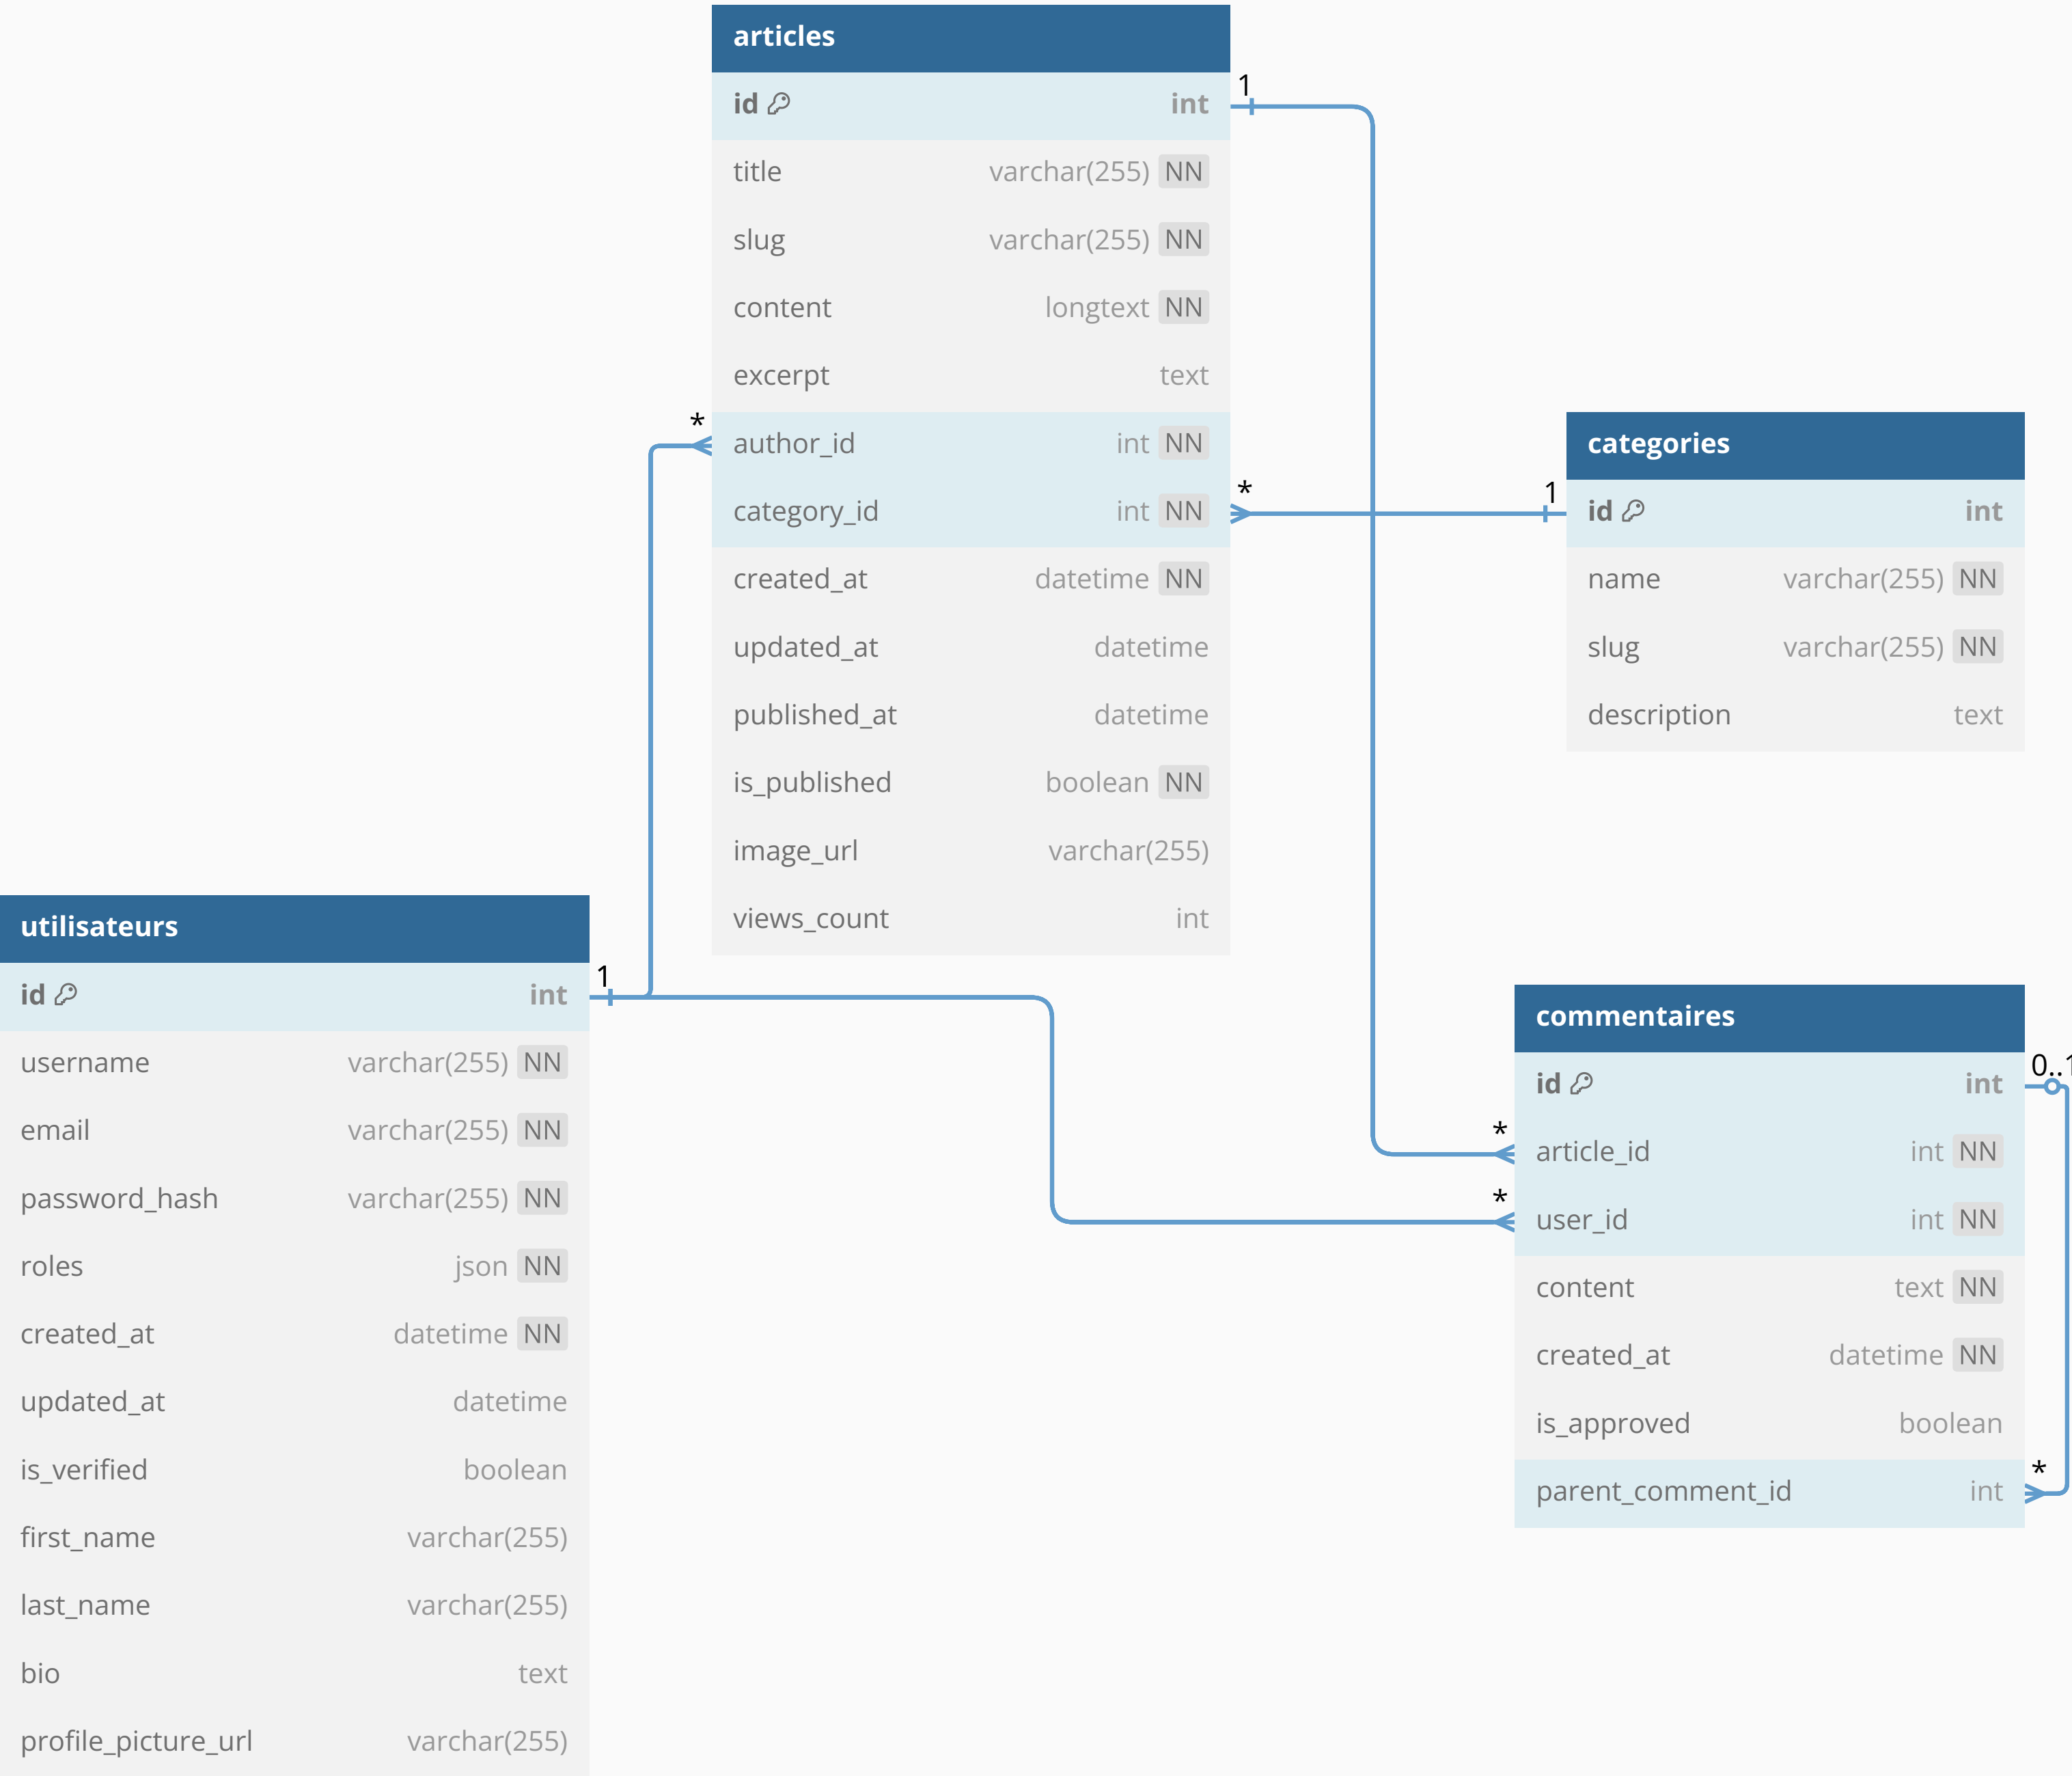 articles
1
id int
title varchar(255) NN
slug varchar(255) NN
content longtext NN
excerpt text
*
author_id int NN
*
category_id int NN
created_at datetime NN
updated_at datetime
published_at datetime
is_published boolean NN
image_url varchar(255)
views_count int
categories
1
id int
name varchar(255) NN
slug varchar(255) NN
description text
utilisateurs
1
id int
username varchar(255) NN
email varchar(255) NN
password_hash varchar(255) NN
roles json NN
created_at datetime NN
updated_at datetime
is_verified boolean
first_name varchar(255)
last_name varchar(255)
bio text
profile_picture_url varchar(255)
commentaires
0..1
id int
*
article_id int NN
*
user_id int NN
content text NN
created_at datetime NN
is_approved boolean
*
parent_comment_id int